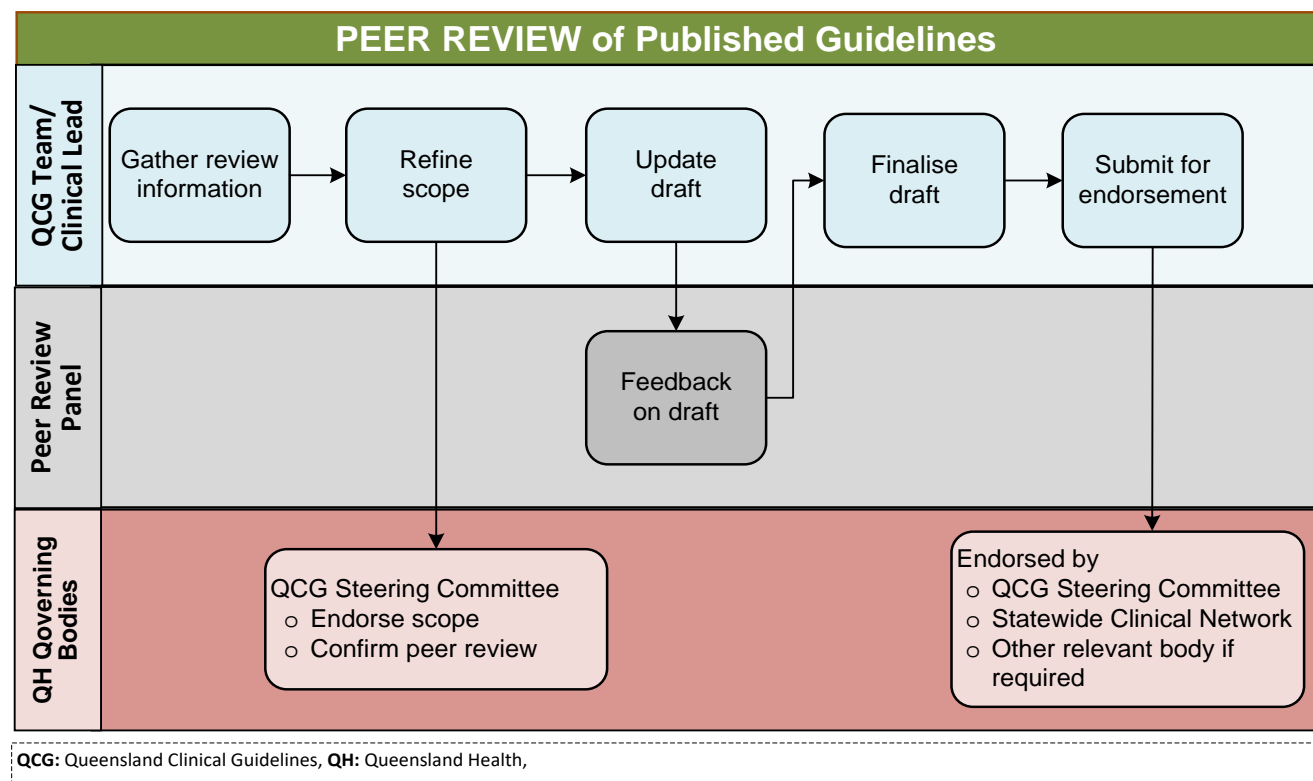 PEER REVIEW of Published Guidelines
QCG Team/
Clinical Lead
Gather review
information
Refine
scope
Update
draft
Finalise
draft
Submit for
endorsement
Peer Review
Panel
Feedback
on draft
QH Qoverning
Bodies
QCG Steering Committee
o Endorse scope
o Confirm peer review
Endorsed by
o QCG Steering Committee
o Statewide Clinical Network
o Other relevant body if
required
QCG: Queensland Clinical Guidelines, QH: Queensland Health,